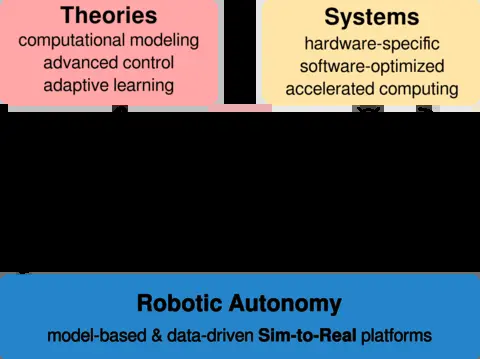 Theories
computational modeling
advanced control
adaptive learning
Systems
hardware-specific
software-optimized
accelerated computing
Robotic Autonomy
model-based & data-driven Sim-to-Real platforms